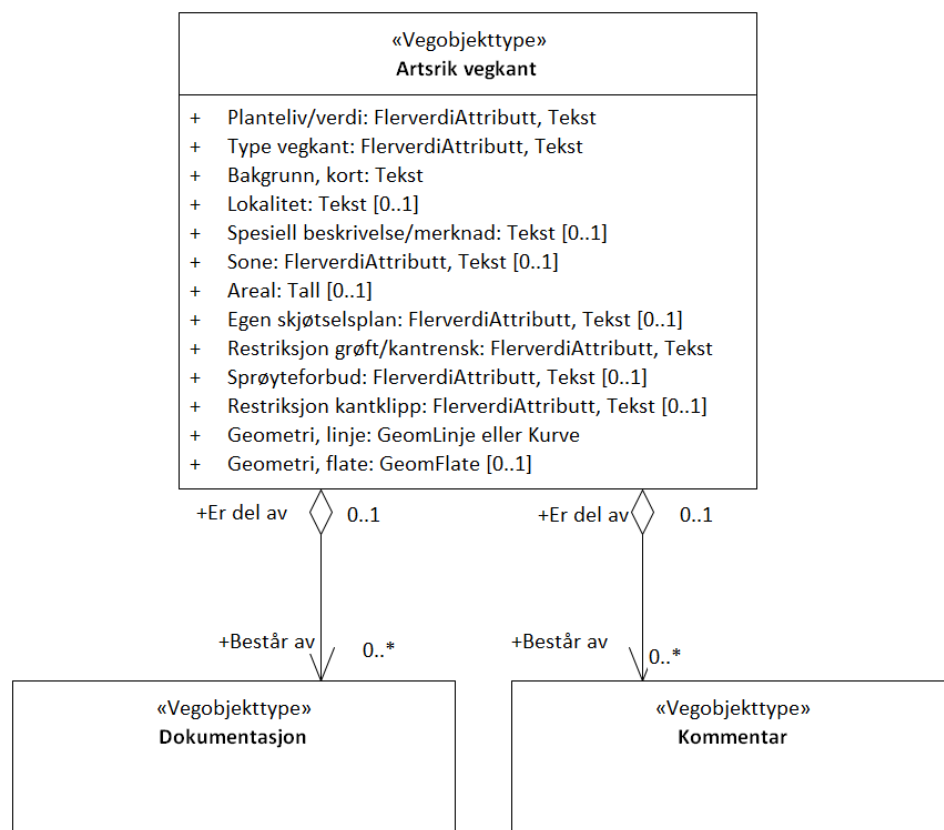 «Vegobjekttype»
Artsrik vegkant
+ Planteliv/verdi: FlerverdiAttributt, Tekst
+ Type vegkant: FlerverdiAttributt, Tekst
+ Bakgrunn, kort: Tekst
+ Lokalitet: Tekst [0..1]
+ Spesiell beskrivelse/merknad: Tekst [0..1]
+ Sone: FlerverdiAttributt, Tekst [0..1]
+ Areal: Tall [0..1]
+ Egen skjøtselsplan: FlerverdiAttributt, Tekst [0..1]
+ Restriksjon grøft/kantrensk: FlerverdiAttributt, Tekst
+ Sprøyteforbud: FlerverdiAttributt, Tekst [0..1]
+ Restriksjon kantklipp: FlerverdiAttributt, Tekst [0..1]
+ Geometri, linje: GeomLinje eller Kurve
+ Geometri, flate: GeomFlate [0..1]
+Er del av 0..1 +Er del av 0..1
+Består av 0..* +Består av 0..*
«Vegobjekttype»
Dokumentasjon
«Vegobjekttype»
Kommentar